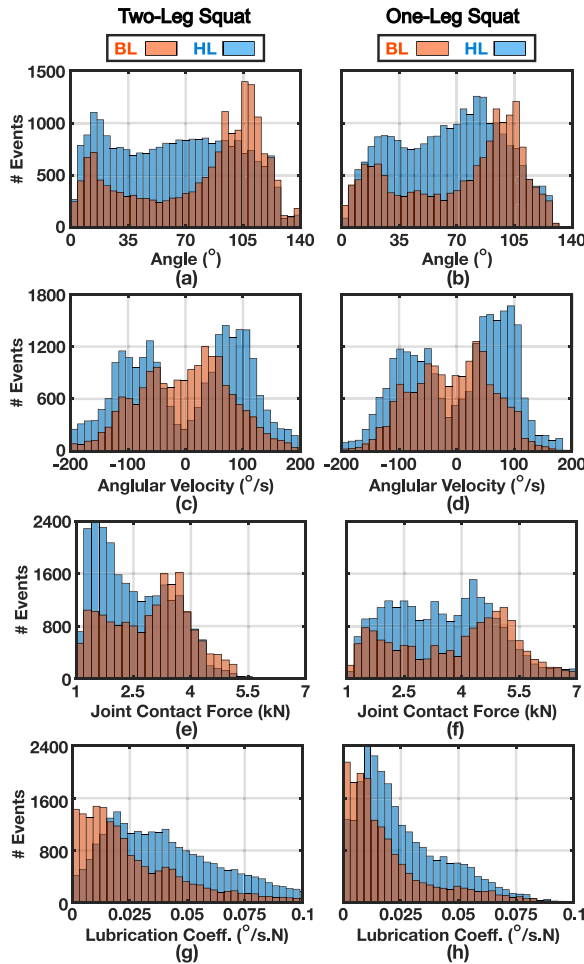 Two-Leg Squat One-Leg Squat
BL HL BL HL
1500
1000
500
0
0 35 70 105 140 0 35 70 105 140
# Events
Angle (°) Angle (°)
(a) (b)
1800
1200
600
0
-200 -100 0 100 200 -200 -100 0 100 200
# Events
Anglular Velocity (°/s) Anglular Velocity (°/s)
(c) (d)
2400
1600
800
0
1 2.5 4 5.5 7 1 2.5 4 5.5 7
# Events
Joint Contact Force (kN) Joint Contact Force (kN)
(e) (f)
2400
1600
800
0
0 0.025 0.05 0.075 0.1 0 0.025 0.05 0.075 0.1
# Events
Lubrication Coeff. (°/s.N) Lubrication Coeff. (°/s.N)
(g) (h)